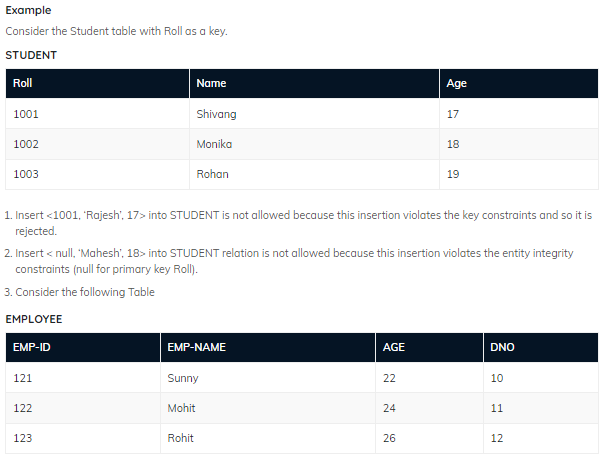 Example
Consider the Student table with Roll as a key.
STUDENT
Roll Name Age
1001 Shivang 17
1002 Monika 18
1003 Rohan 19
1. Insert <1001, ‘Rajesh’, 17> into STUDENT is not allowed because this insertion violates the key constraints and so it is
rejected.
2. Insert < null, ‘Mahesh’, 18> into STUDENT relation is not allowed because this insertion violates the entity integrity
constraints (null for primary key Roll).
3. Consider the following Table
EMPLOYEE
EMP-ID EMP-NAME AGE DNO
121 Sunny 22 10
122 Mohit 24 11
123 Rohit 26 12